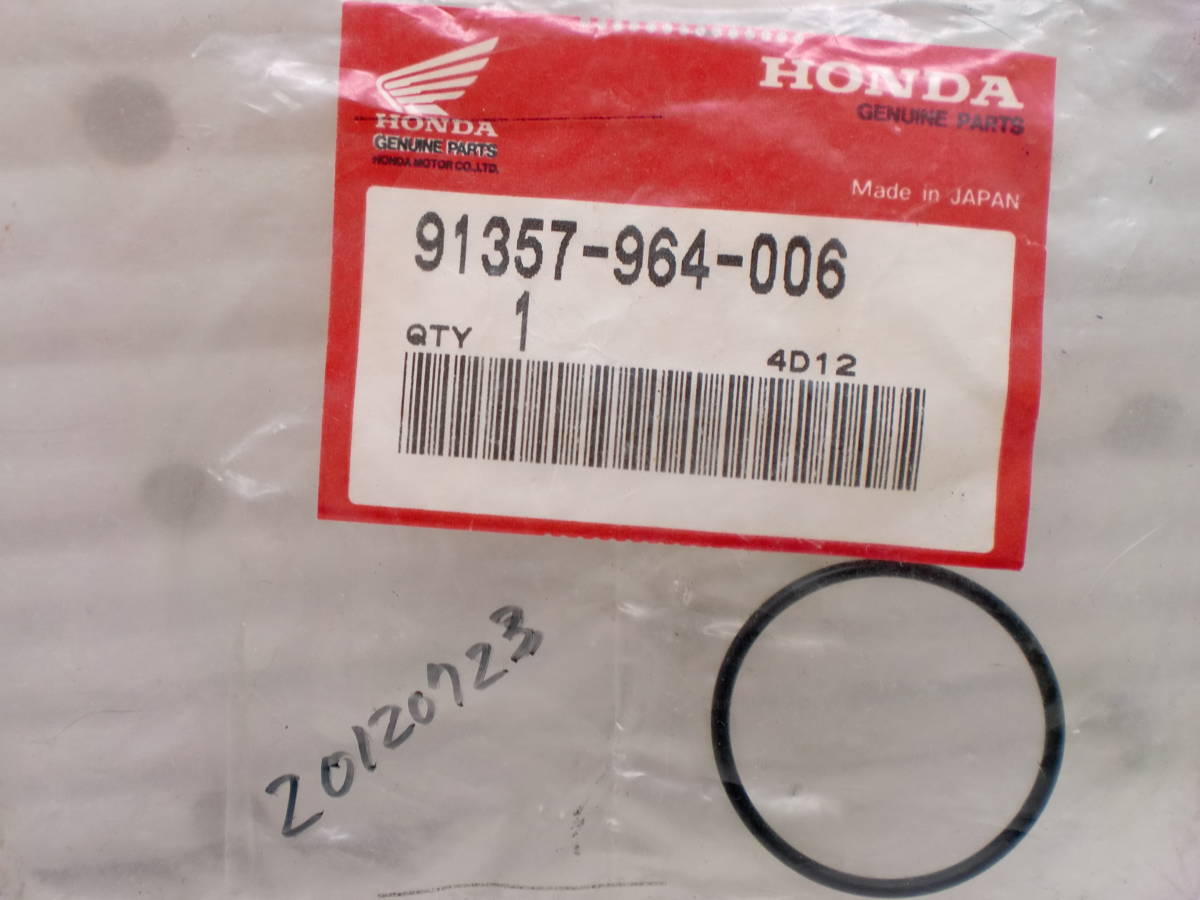 HONDA
GENUINE PARTS
HONDA MOTOR CO.,LTD.
HONDA
GENUINE PARTS
Made in JAPAN
91357-964-006
QTY 1
4D12
20120723